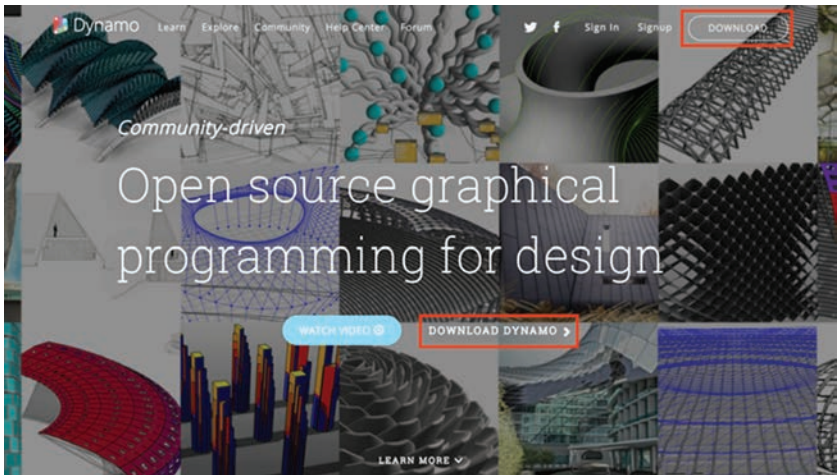 Dynamo Learn Explore Community Help Center Forum Sign In Signup DOWNLOAD
Community-driven
Open source graphical
programming for design
WATCH VIDEO DOWNLOAD DYNAMO
LEARN MORE